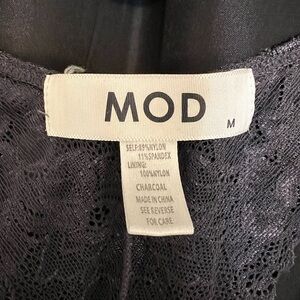 MOD
M
SELF:89%NYLON
11%SPANDEX
LINING:
100%NYLON
CHARCOAL
MADE IN CHINA
SEE REVERSE
FOR CARE